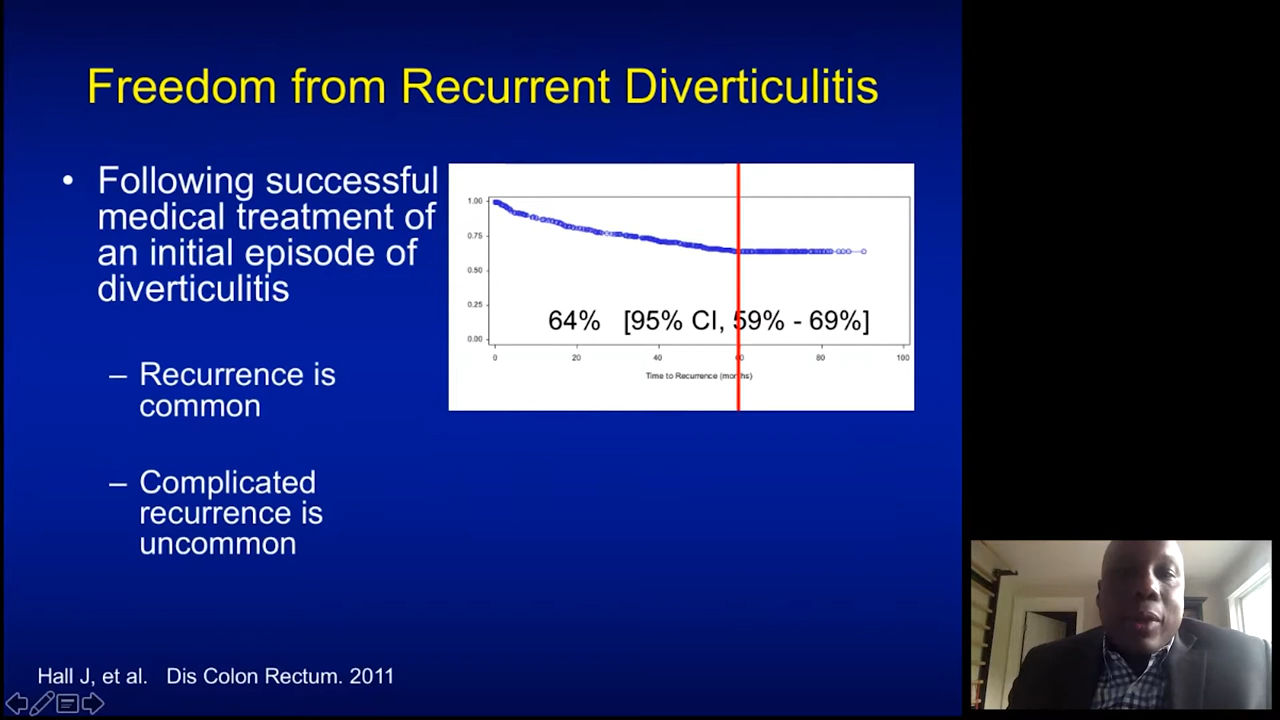 Freedom from Recurrent Diverticulitis
• Following successful
medical treatment of
an initial episode of
diverticulitis
– Recurrence is
common
– Complicated
recurrence is
uncommon
1.00
0.75
0.50
0.25
0.00
64% [95% CI, 59% - 69%]
0 20 40 60 80 100
Time to Recurrence (months)
Hall J, et al. Dis Colon Rectum. 2011